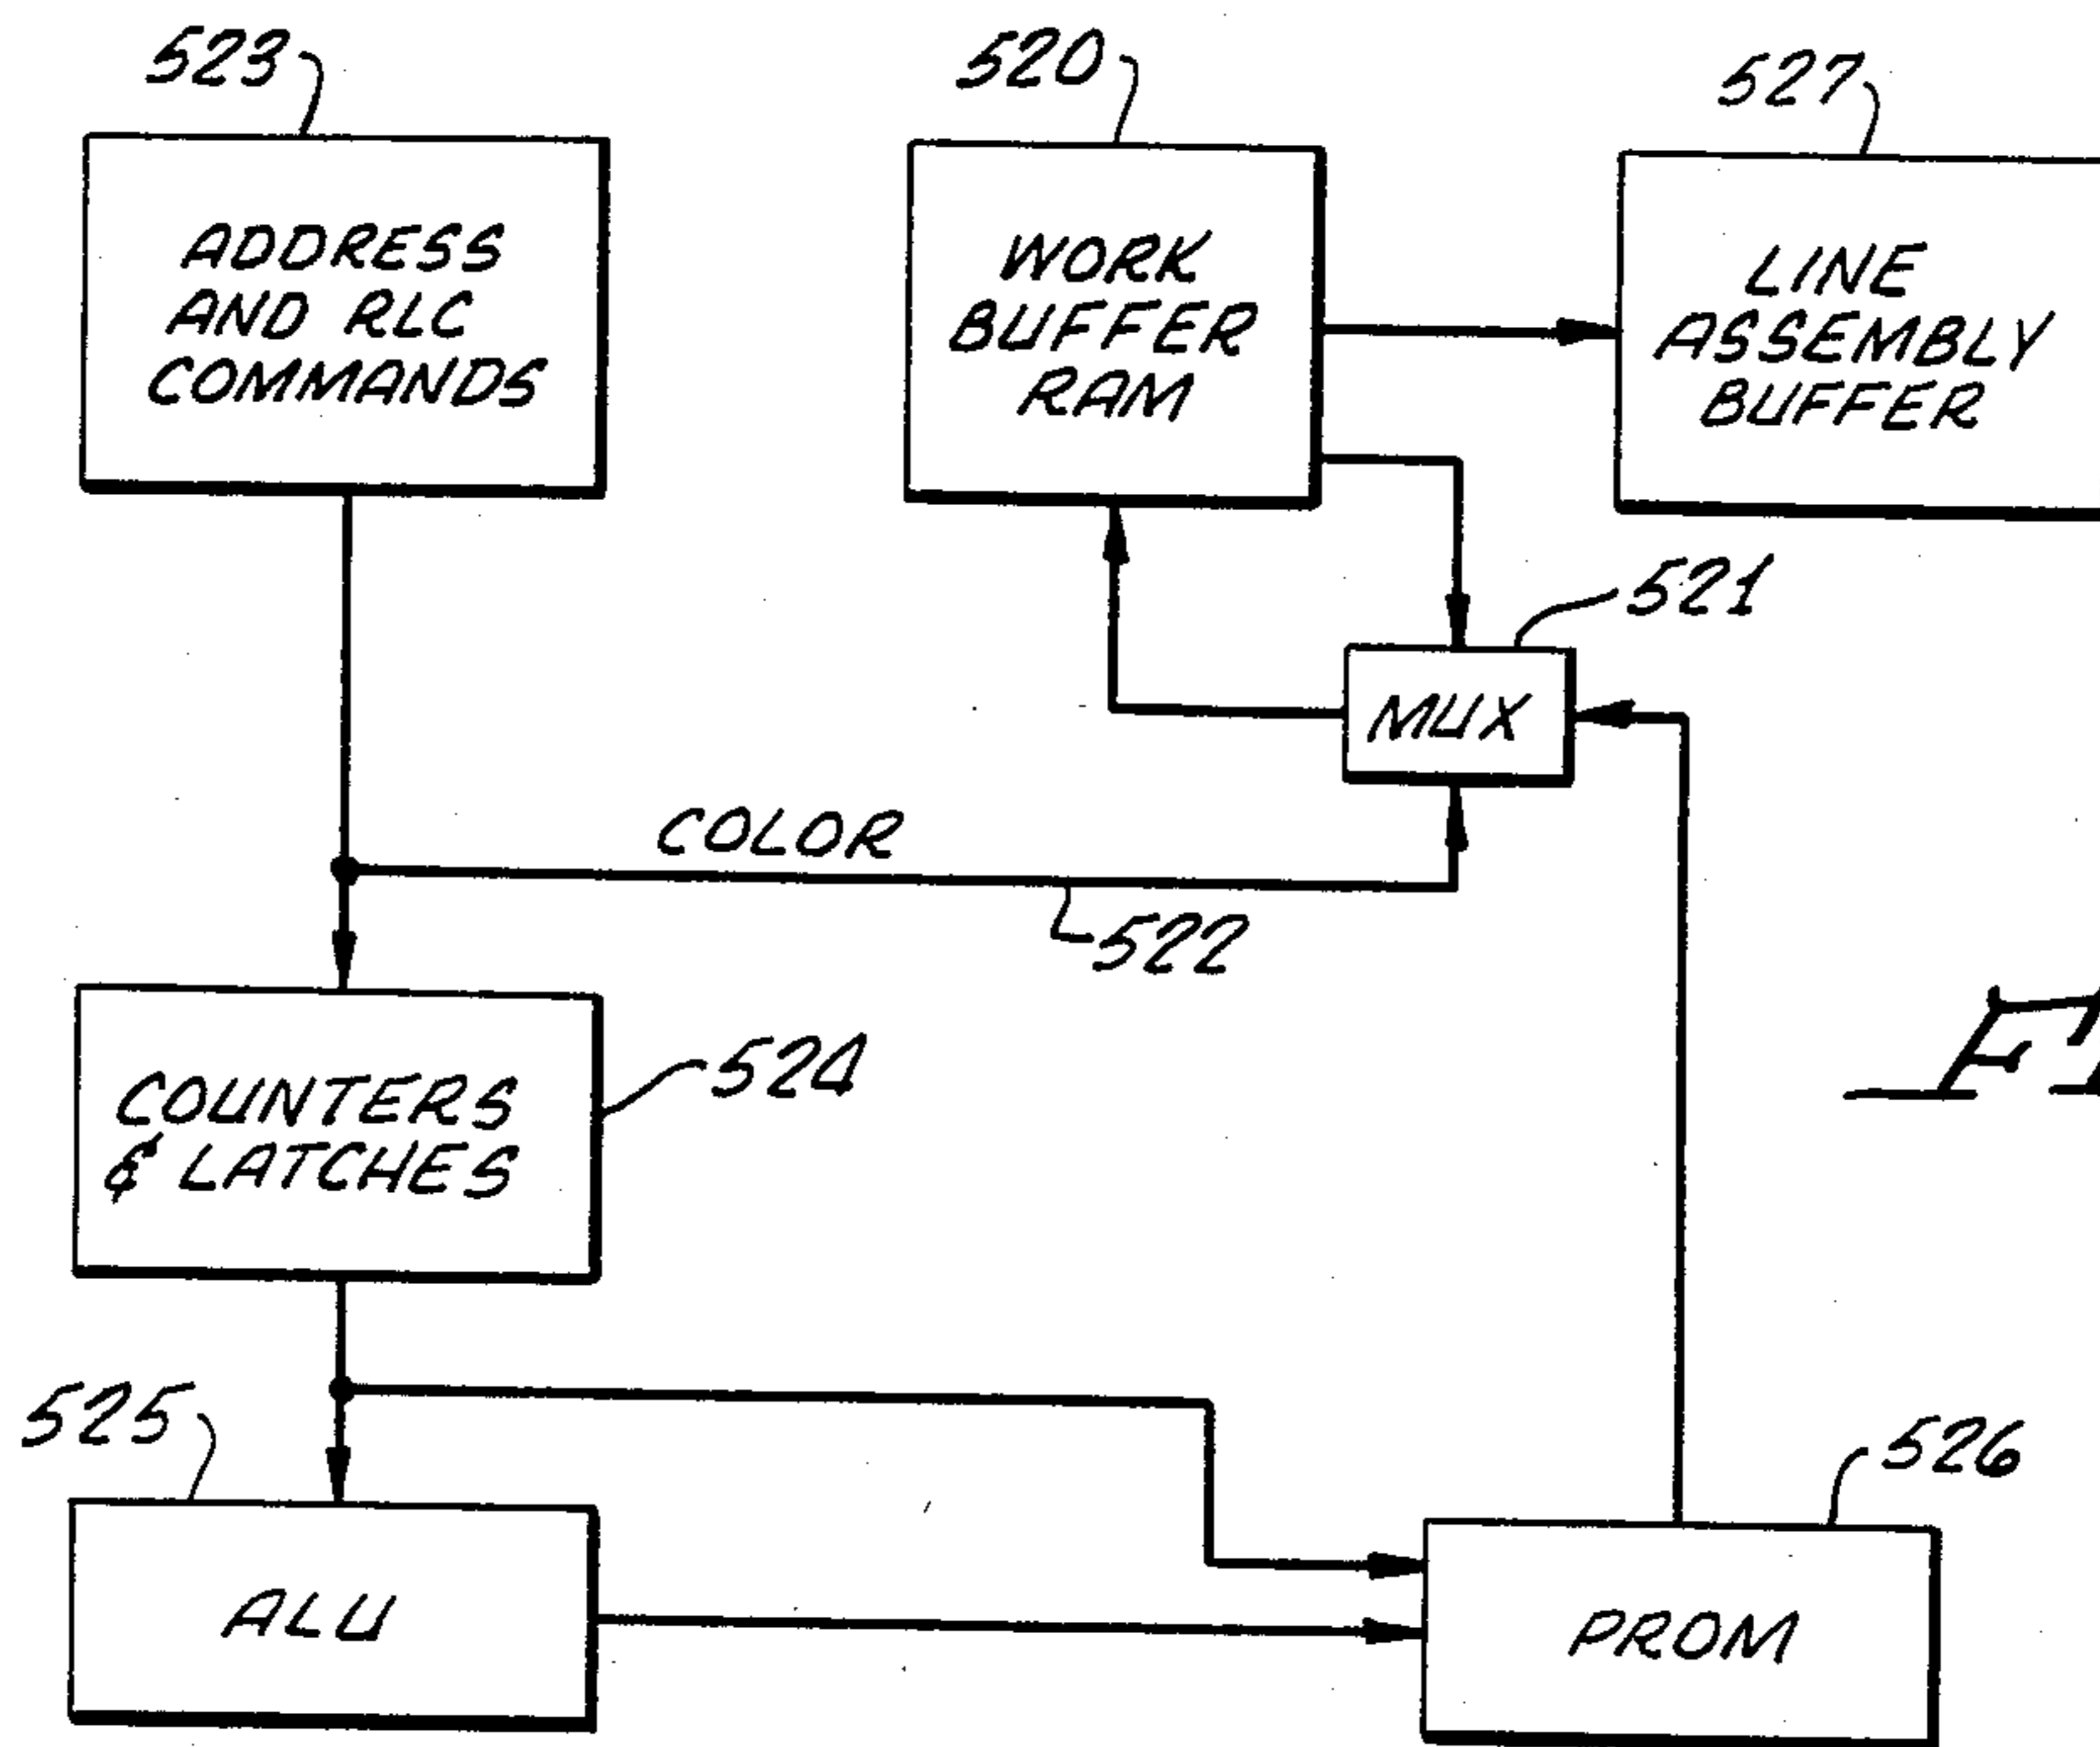 523
520
527
ADDRESS
AND RLC
COMMANDS
WORK
BUFFER
RAM
LINE
ASSEMBLY
BUFFER
521
MUX
COLOR
522
COUNTERS
& LATCHES
524
525
526
ALU
PROM